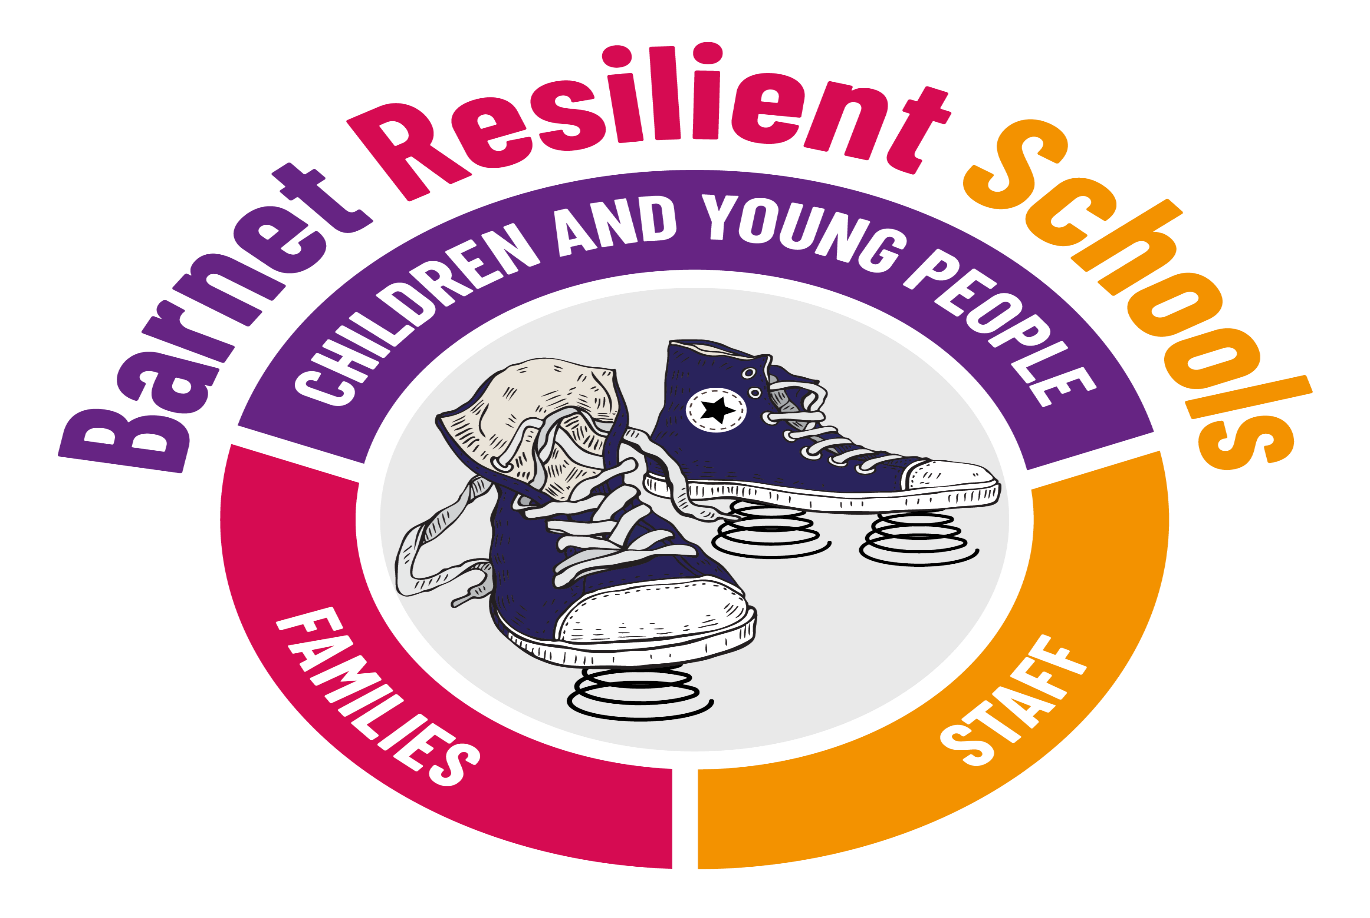 Barnet Resilient Schools
CHILDREN AND YOUNG PEOPLE
FAMILIES
STAFF